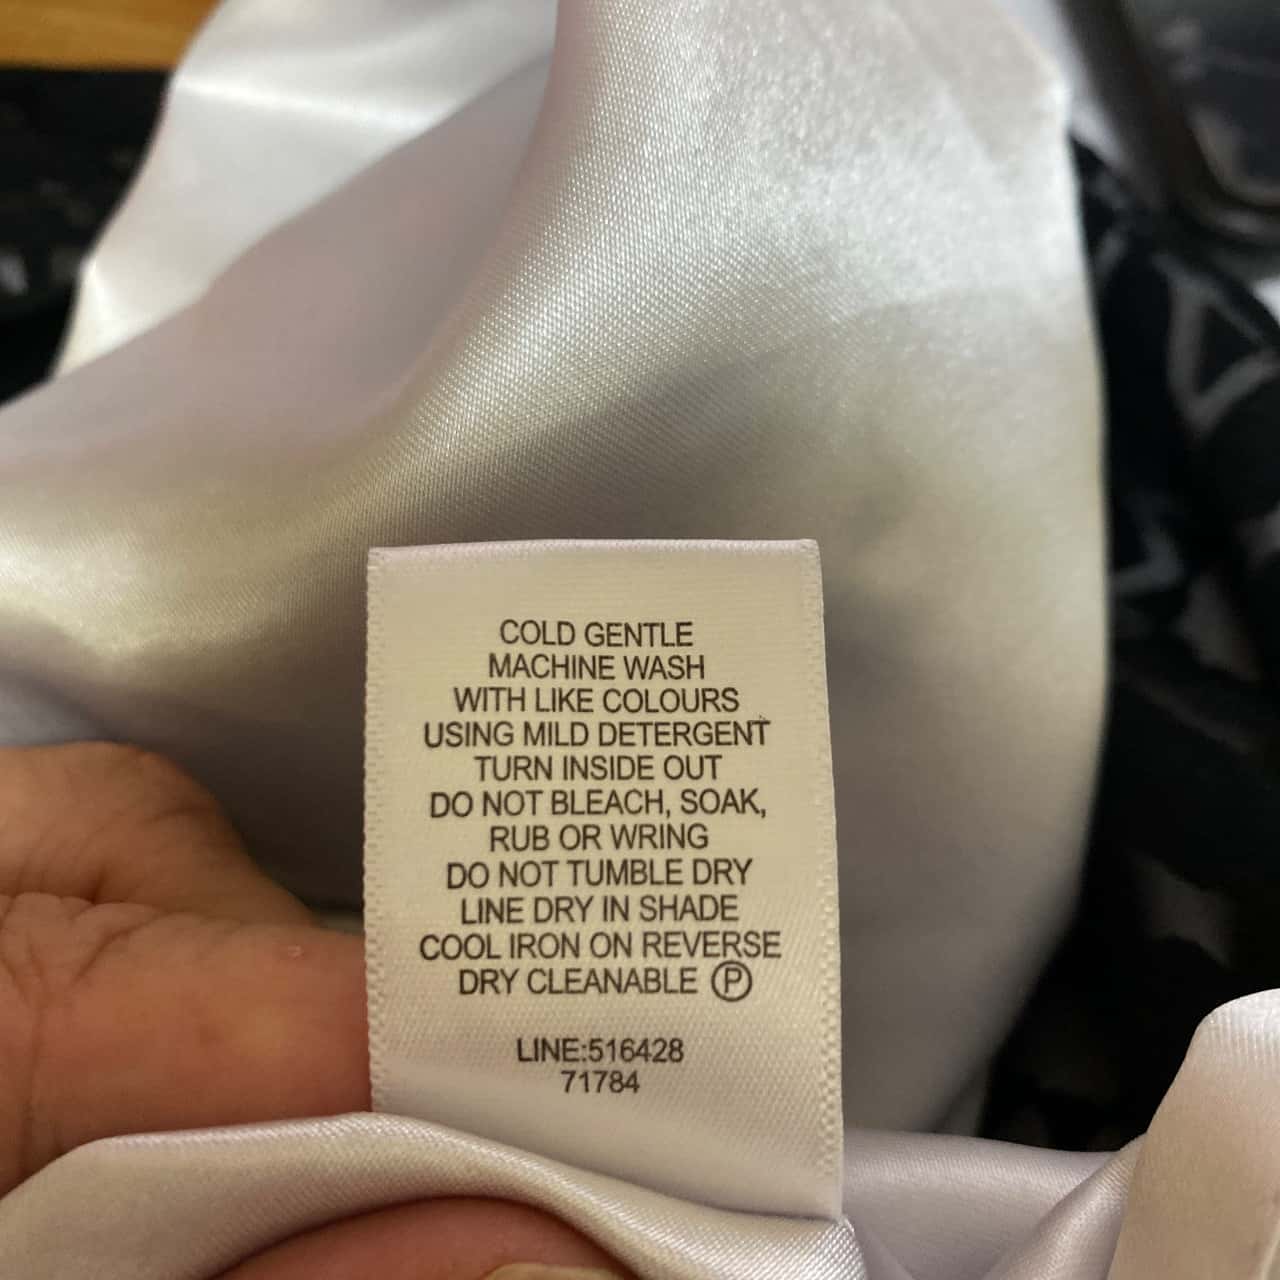 COLD GENTLE
MACHINE WASH
WITH LIKE COLOURS
USING MILD DETERGENT
TURN INSIDE OUT
DO NOT BLEACH, SOAK,
RUB OR WRING
DO NOT TUMBLE DRY
LINE DRY IN SHADE
COOL IRON ON REVERSE
DRY CLEANABLE Ⓟ
LINE:516428
71784